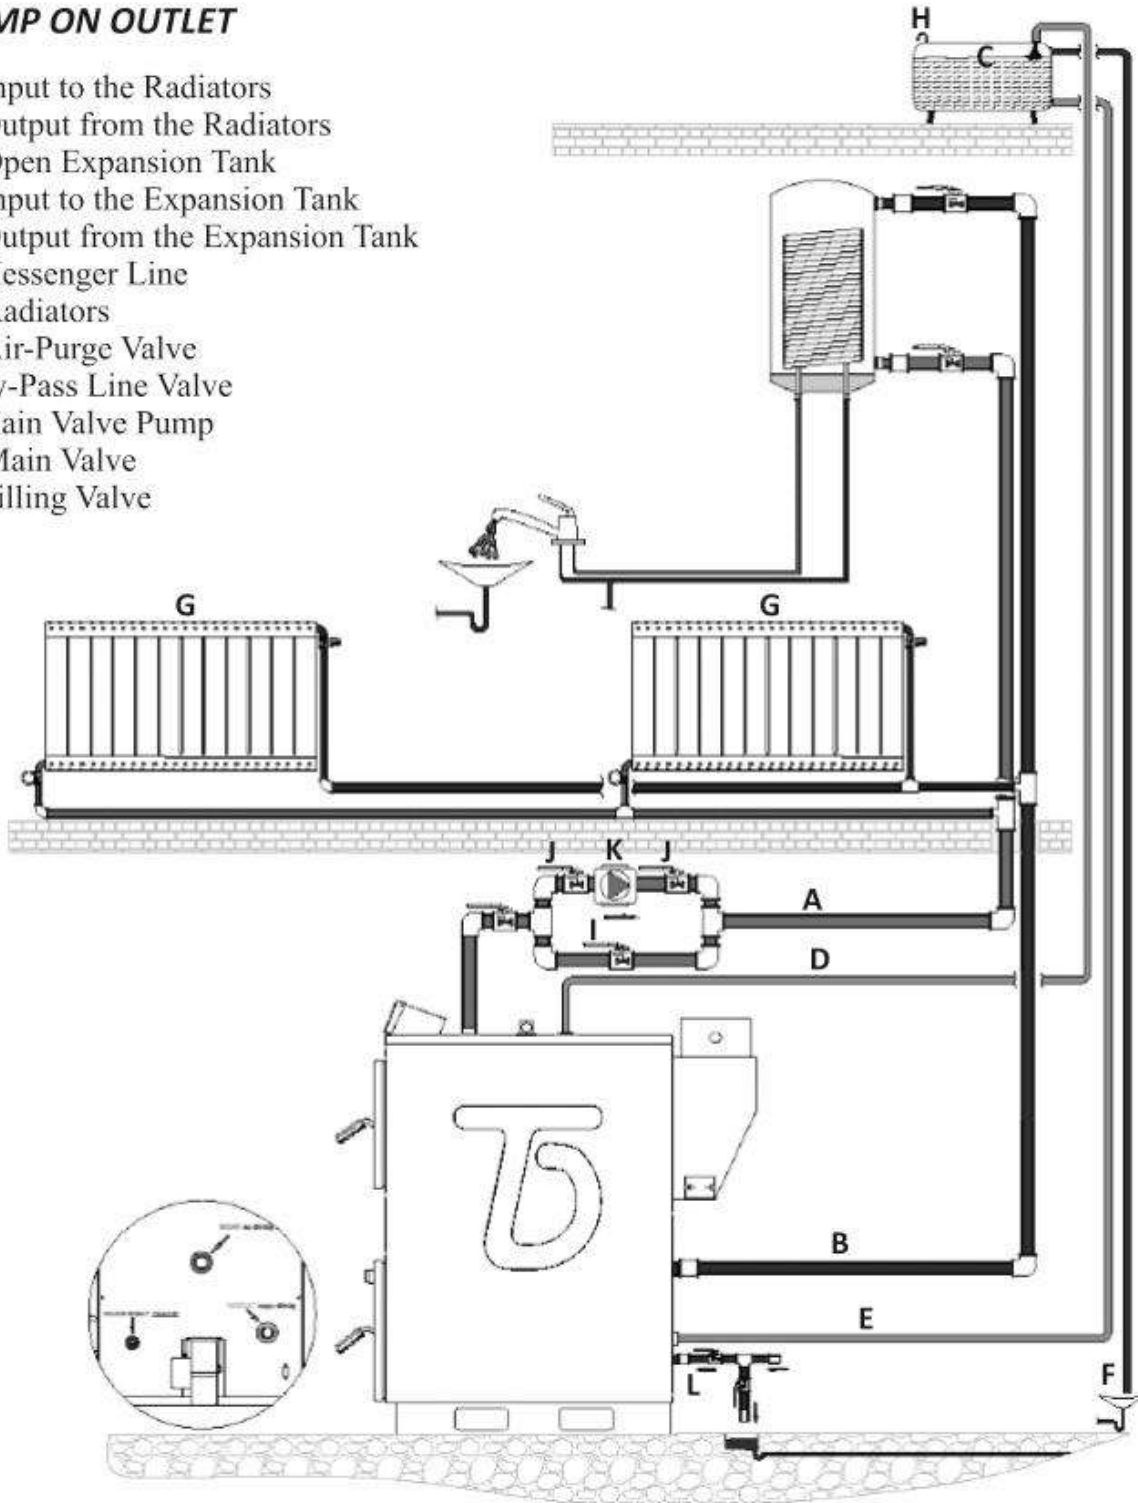 MP ON OUTLET
nput to the Radiators
utput from the Radiators
pen Expansion Tank
nput to the Expansion Tank
utput from the Expansion Tank
essenger Line
adiators
ir-Purge Valve
y-Pass Line Valve
ain Valve Pump
Main Valve
illing Valve
H
C
G
G
J
K
J
A
I
D
B
E
L
F